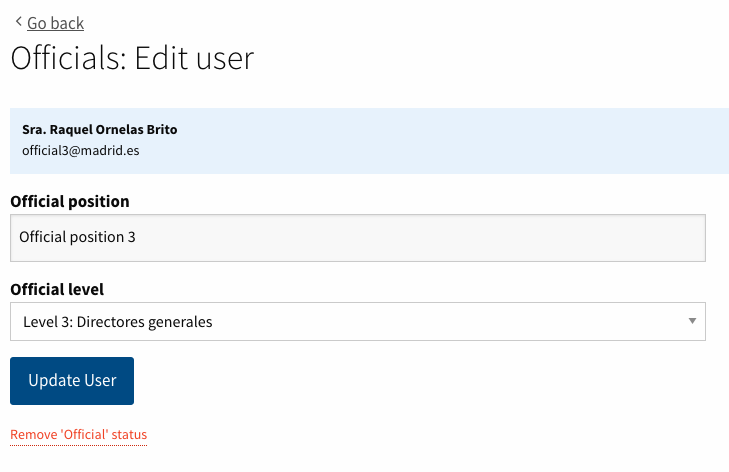 Go back
Officials: Edit user
Sra. Raquel Ornelas Brito
official3@madrid.es
Official position
Official position 3
Official level
Level 3: Directores generales
Update User
Remove 'Official' status